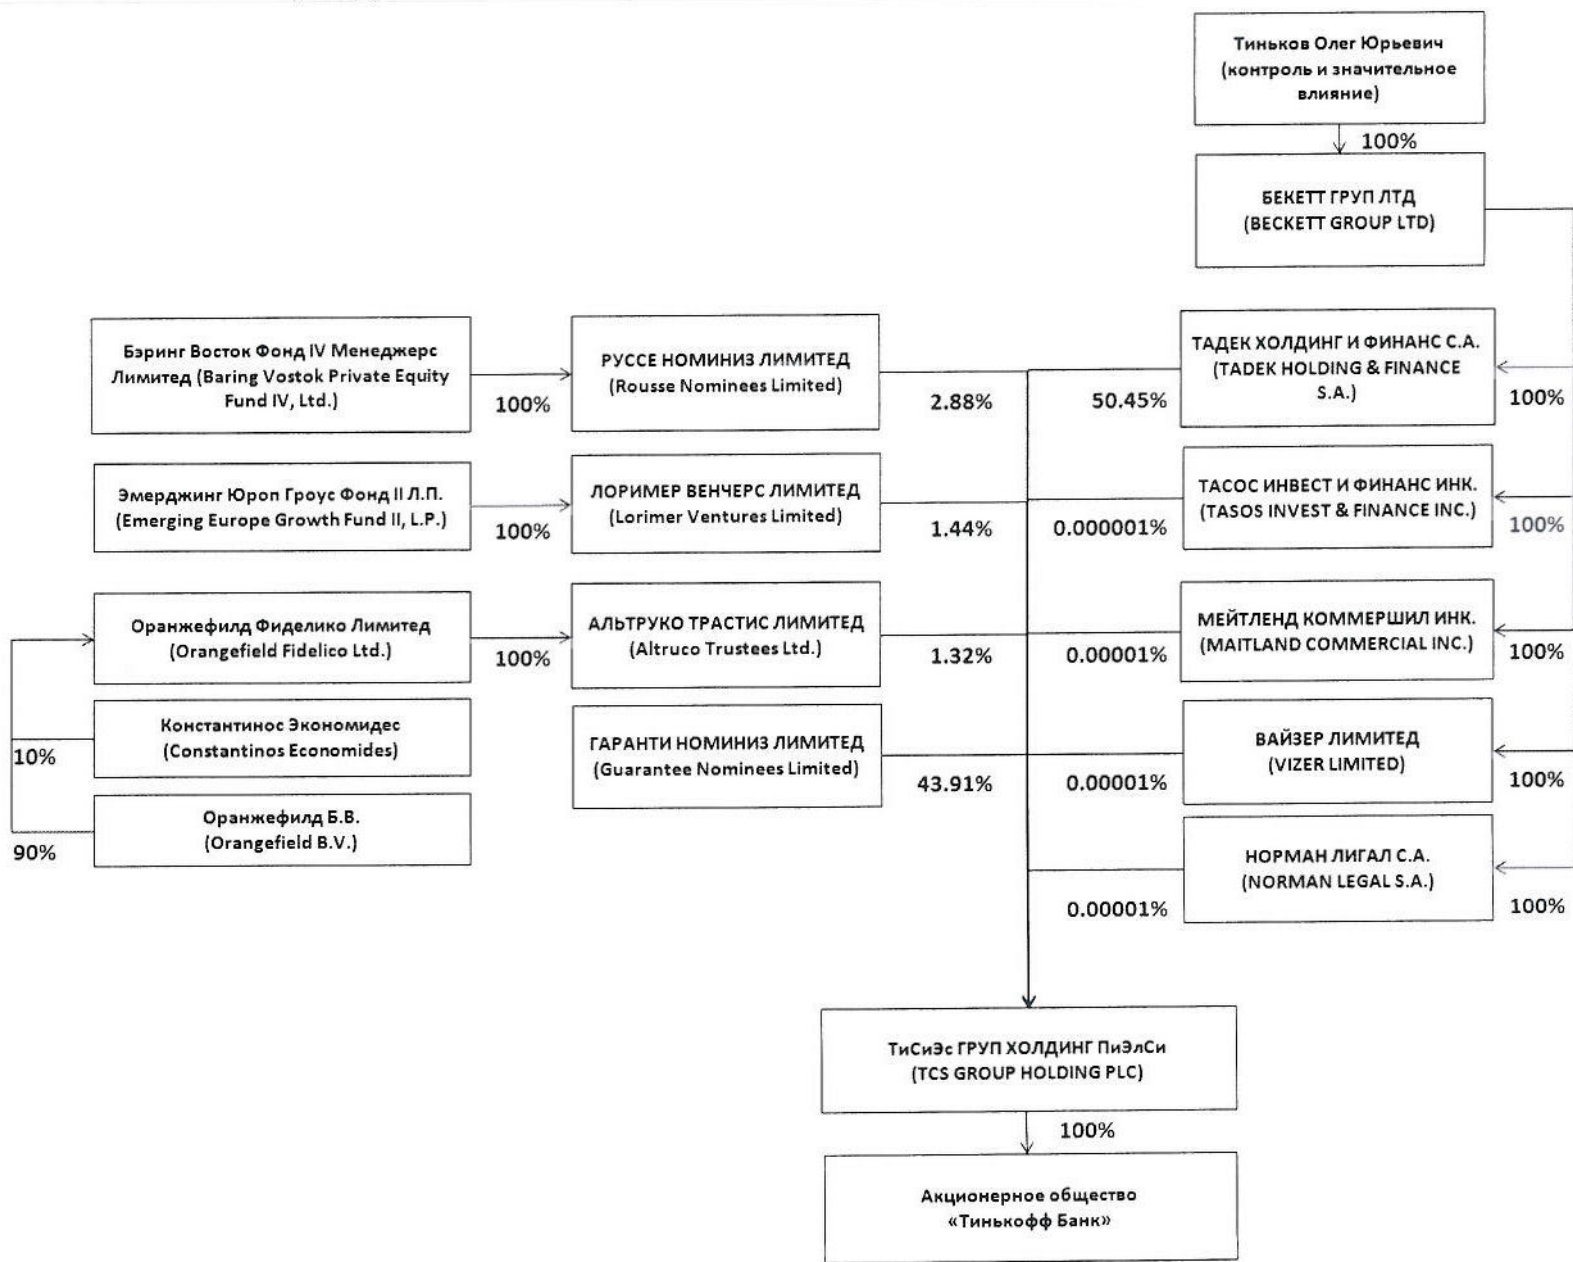 Тиньков Олег Юрьевич
(контроль и значительное
влияние)
100%
БЕКЕТТ ГРУП ЛТД
(BECKETT GROUP LTD)
Бэринг Восток Фонд IV Менеджерс
Лимитед (Baring Vostok Private Equity
Fund IV, Ltd.)
100%
РУССЕ НОМИНИЗ ЛИМИТЕД
(Rousse Nominees Limited)
2.88%
50.45%
ТАДЕК ХОЛДИНГ И ФИНАНС С.А.
(TADEK HOLDING & FINANCE
S.A.)
100%
Эмерджинг Юроп Гроус Фонд II Л.П.
(Emerging Europe Growth Fund II, L.P.)
100%
ЛОРИМЕР ВЕНЧЕРС ЛИМИТЕД
(Lorimer Ventures Limited)
1.44%
0.000001%
ТАСОС ИНВЕСТ И ФИНАНС ИНК.
(TASOS INVEST & FINANCE INC.)
100%
Оранжефилд Фиделико Лимитед
(Orangefield Fidelico Ltd.)
100%
АЛЬТРУКО ТРАСТИС ЛИМИТЕД
(Altruco Trustees Ltd.)
1.32%
0.00001%
МЕЙТЛЕНД КОММЕРШИЛ ИНК.
(MAITLAND COMMERCIAL INC.)
100%
Константинос Экономидес
(Constantinos Economides)
10%
ГАРАНТИ НОМИНИЗ ЛИМИТЕД
(Guarantee Nominees Limited)
43.91%
0.00001%
ВАЙЗЕР ЛИМИТЕД
(VIZER LIMITED)
100%
Оранжефилд Б.В.
(Orangefield B.V.)
90%
0.00001%
НОРМАН ЛИГАЛ С.А.
(NORMAN LEGAL S.A.)
100%
ТиСиЭс ГРУП ХОЛДИНГ ПиЭлСи
(TCS GROUP HOLDING PLC)
100%
Акционерное общество
«Тинькофф Банк»